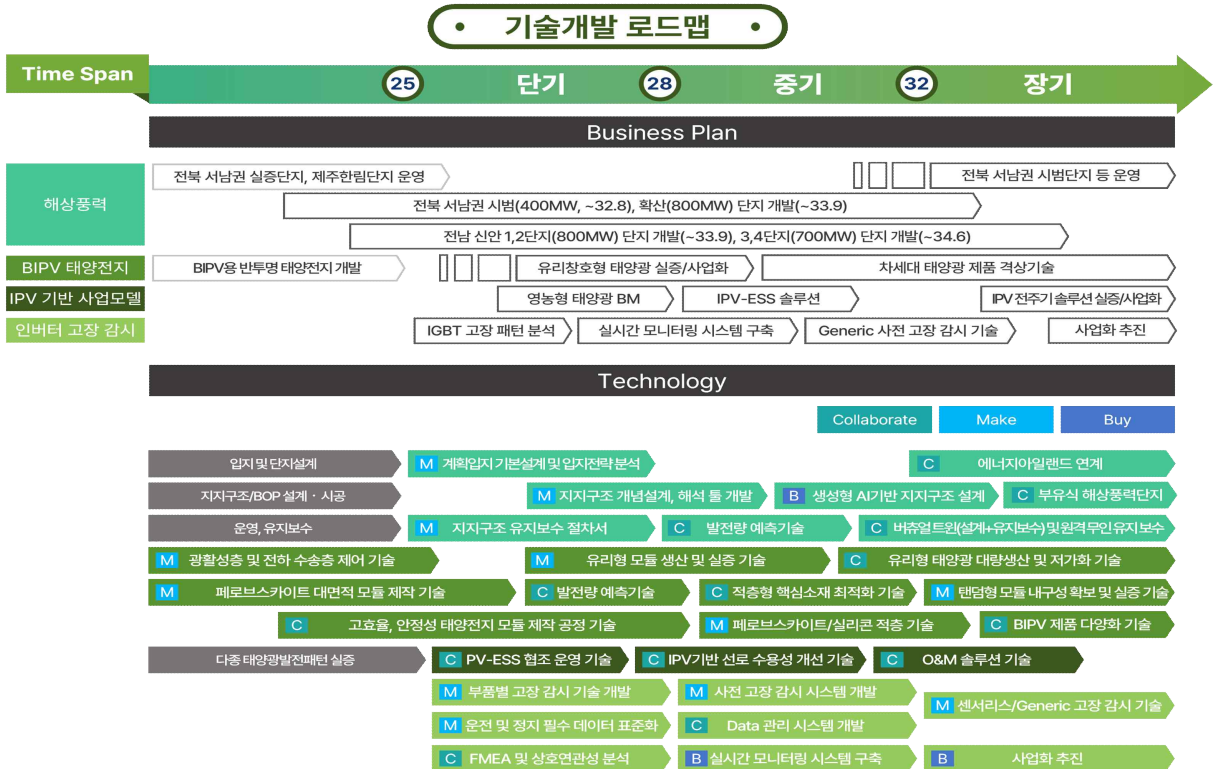 기술개발 로드맵
Time Span
25 단기 28 중기 32 장기
Business Plan
해상풍력
전북 서남권 실증단지, 제주한림단지 운영
전북 서남권 시범단지 등 운영
전북 서남권 시범(400MW, ~32.8), 확산(800MW) 단지 개발(~33.9)
전남 신안 1,2단지(800MW) 단지 개발(~33.9), 3,4단지(700MW) 단지 개발(~34.6)
BIPV 태양전지
BIPV용 반투명 태양전지 개발
유리창호형 태양광 실증/사업화
차세대 태양광 제품 격상기술
IPV 기반 사업모델
영농형 태양광 BM
IPV-ESS 솔루션
IPV 전주기 솔루션 실증/사업화
인버터 고장 감시
IGBT 고장 패턴 분석
실시간 모니터링 시스템 구축
Generic 사전 고장 감시 기술
사업화 추진
Technology
Collaborate Make Buy
입지 및 단지설계
M 계획입지 기본설계 및 입지전략 분석
C 에너지아일랜드 연계
지지구조/BOP 설계 · 시공
M 지지구조 개념설계, 해석 툴 개발
B 생성형 AI기반 지지구조 설계
C 부유식 해상풍력단지
운영, 유지보수
M 지지구조 유지보수 절차서
C 발전량 예측기술
C 버츄얼 트윈(설계+유지보수) 및 원격 무인 유지 보수
M 광활성층 및 전하 수송층 제어 기술
M 유리형 모듈 생산 및 실증 기술
C 유리형 태양광 대량생산 및 저가화 기술
M 페로브스카이트 대면적 모듈 제작 기술
C 발전량 예측기술
C 적층형 핵심소재 최적화 기술
M 탠덤형 모듈 내구성 확보 및 실증 기술
C 고효율, 안정성 태양전지 모듈 제작 공정 기술
M 페로브스카이트/실리콘 적층 기술
C BIPV 제품 다양화 기술
다종 태양광발전패턴 실증
C PV-ESS 협조 운영 기술
C IPV기반 선로 수용성 개선 기술
C O&M 솔루션 기술
M 부품별 고장 감시 기술 개발
M 사전 고장 감시 시스템 개발
M 센서리스/Generic 고장 감시 기술
M 운전 및 정지 필수 데이터 표준화
C Data 관리 시스템 개발
C FMEA 및 상호연관성 분석
B 실시간 모니터링 시스템 구축
B 사업화 추진